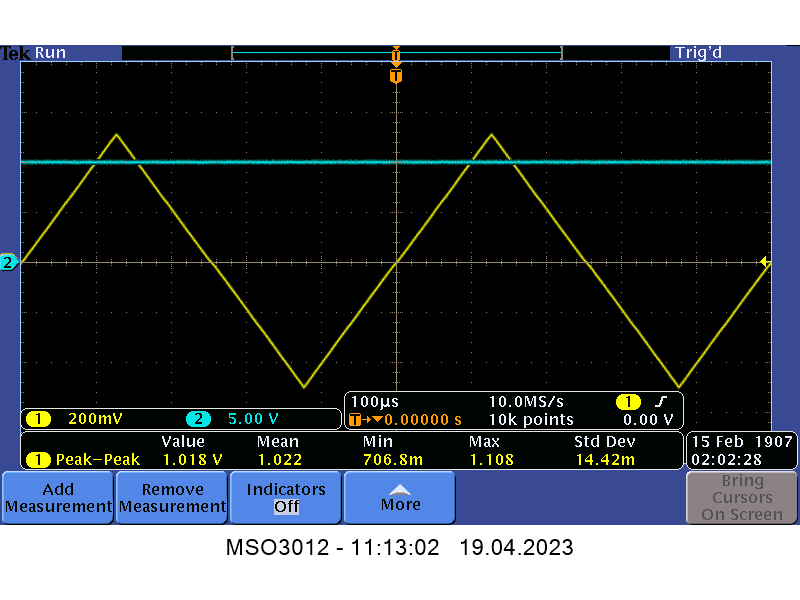 Tek Run Trig'd
T
T
2
100µs 10.0MS/s 1
1 200mV 2 5.00 V T→▼0.00000 s 10k points 0.00 V
Value Mean Min Max Std Dev
1 Peak−Peak 1.018 V 1.022 706.8m 1.108 14.42m
15 Feb 1907
02:02:28
Add
Measurement
Remove
Measurement
Indicators
Off
More
Bring
Cursors
On Screen
MSO3012 - 11:13:02 19.04.2023